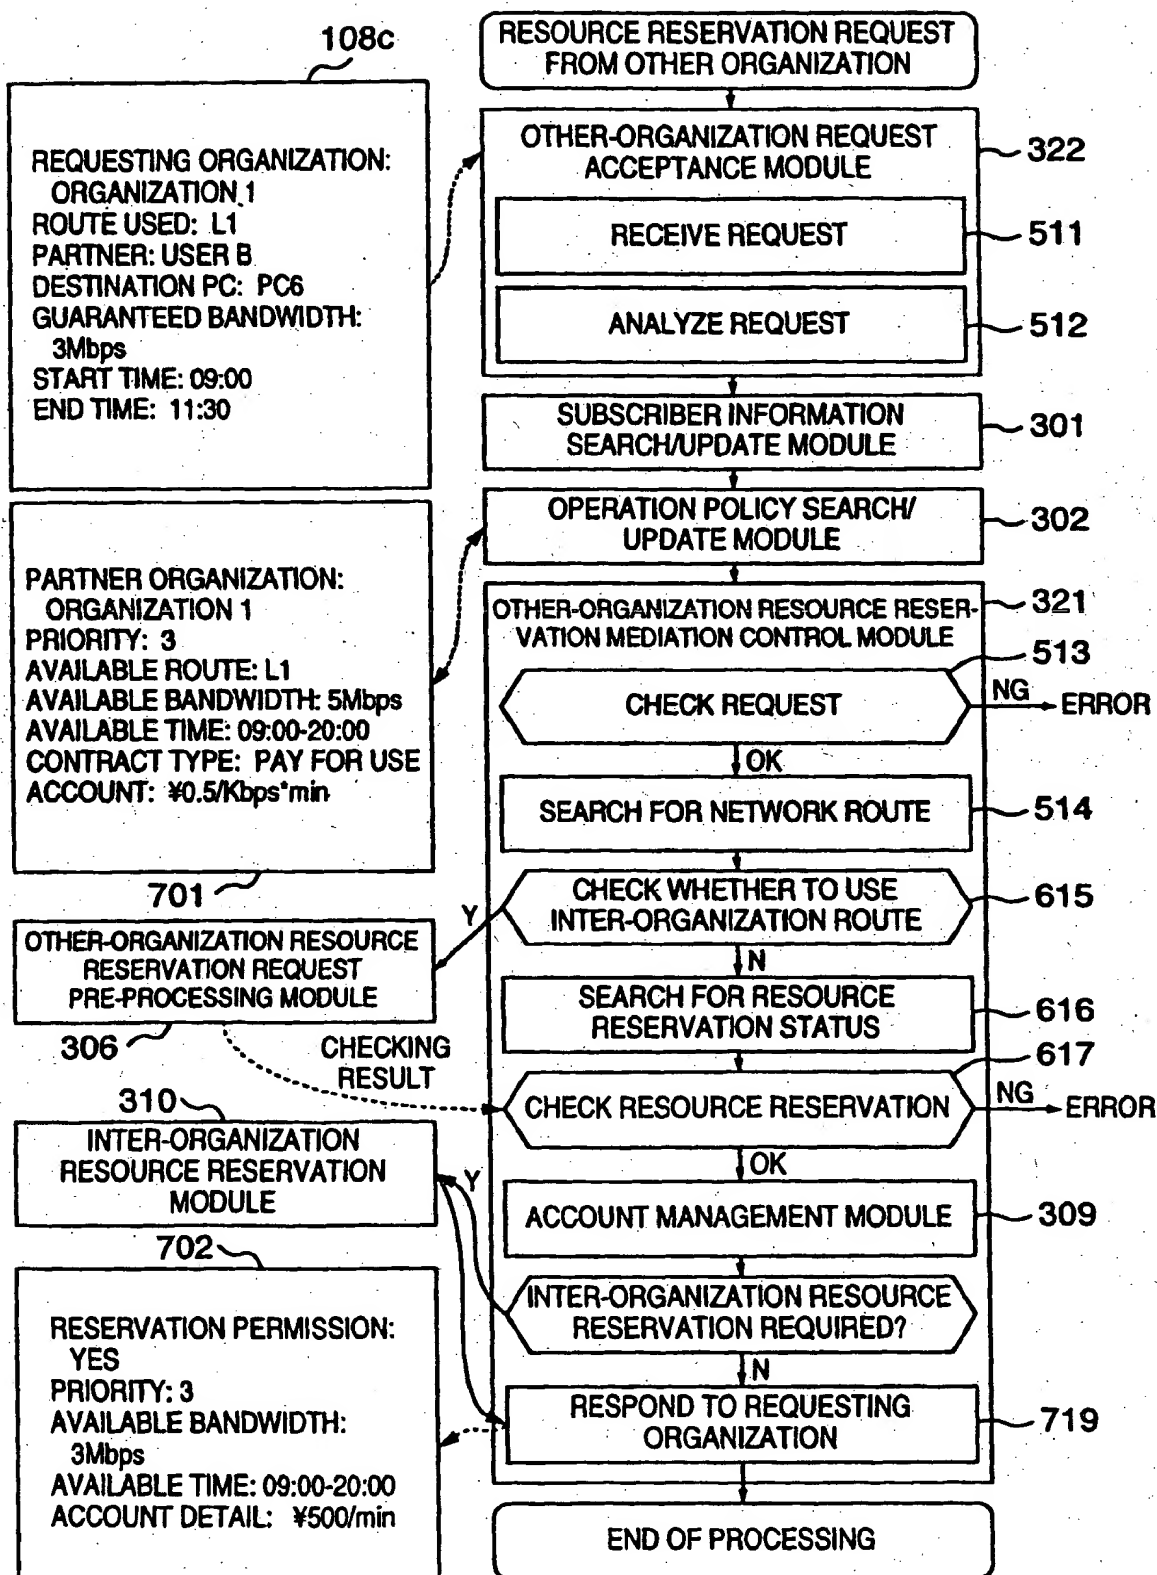 RESOURCE RESERVATION REQUEST
FROM OTHER ORGANIZATION
108c
REQUESTING ORGANIZATION:
ORGANIZATION 1
ROUTE USED: L1
PARTNER: USER B
DESTINATION PC: PC6
GUARANTEED BANDWIDTH:
3Mbps
START TIME: 09:00
END TIME: 11:30
OTHER-ORGANIZATION REQUEST
ACCEPTANCE MODULE
322
RECEIVE REQUEST
511
ANALYZE REQUEST
512
SUBSCRIBER INFORMATION
SEARCH/UPDATE MODULE
301
OPERATION POLICY SEARCH/
UPDATE MODULE
302
PARTNER ORGANIZATION:
ORGANIZATION 1
PRIORITY: 3
AVAILABLE ROUTE: L1
AVAILABLE BANDWIDTH: 5Mbps
AVAILABLE TIME: 09:00-20:00
CONTRACT TYPE: PAY FOR USE
ACCOUNT: ¥0.5/Kbps*min
701
OTHER-ORGANIZATION RESOURCE RESER-
VATION MEDIATION CONTROL MODULE
321
CHECK REQUEST
513
NG
ERROR
OK
SEARCH FOR NETWORK ROUTE
514
CHECK WHETHER TO USE
INTER-ORGANIZATION ROUTE
615
Y
N
OTHER-ORGANIZATION RESOURCE
RESERVATION REQUEST
PRE-PROCESSING MODULE
306
CHECKING
RESULT
SEARCH FOR RESOURCE
RESERVATION STATUS
616
CHECK RESOURCE RESERVATION
617
NG
ERROR
OK
310
INTER-ORGANIZATION
RESOURCE RESERVATION
MODULE
Y
ACCOUNT MANAGEMENT MODULE
309
INTER-ORGANIZATION RESOURCE
RESERVATION REQUIRED?
N
RESPOND TO REQUESTING
ORGANIZATION
719
702
RESERVATION PERMISSION:
YES
PRIORITY: 3
AVAILABLE BANDWIDTH:
3Mbps
AVAILABLE TIME: 09:00-20:00
ACCOUNT DETAIL: ¥500/min
END OF PROCESSING